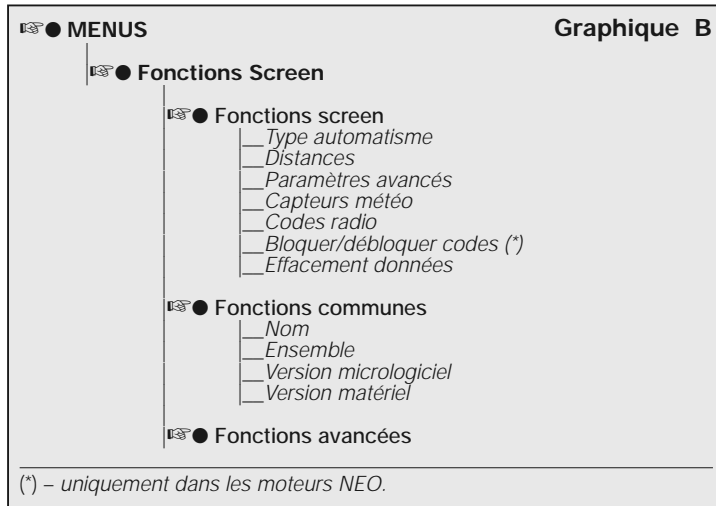 ☞● MENUS Graphique B
☞● Fonctions Screen
☞● Fonctions screen
__Type automatisme
__Distances
__Paramètres avancés
__Capteurs météo
__Codes radio
__Bloquer/débloquer codes (*)
__Effacement données
☞● Fonctions communes
__Nom
__Ensemble
__Version micrologiciel
__Version matériel
☞● Fonctions avancées
(*) – uniquement dans les moteurs NEO.